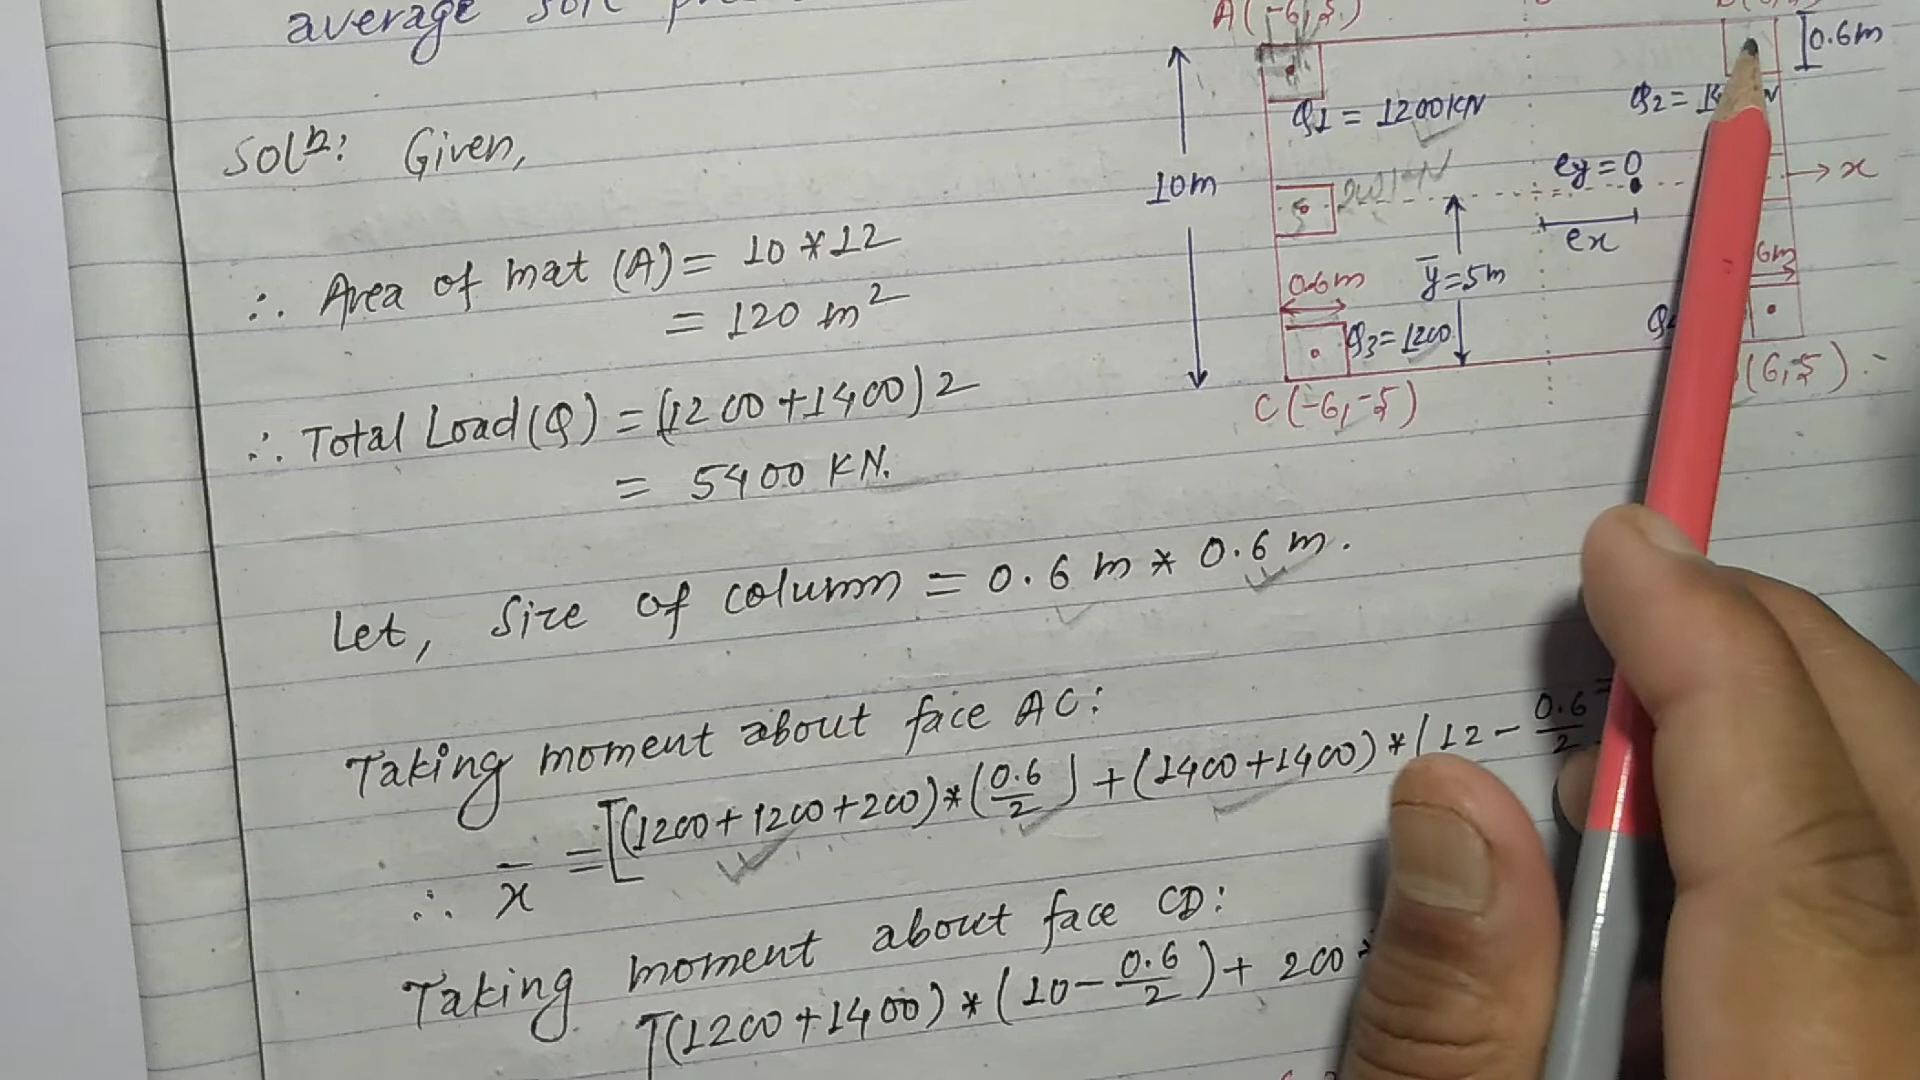 average soil
Soln: Given,
∴ Area of mat (A) = 10 * 12
= 120 m2
∴ Total Load (Q) = (1200 + 1400) 2
= 5400 KN.
Let, Size of column = 0.6 m * 0.6 m.
Taking moment about face AC:
∴ x̄ = [(1200 + 1200 + 200) * (0.6/2) + (1400 + 1400) * (12 - 0.6/2
Taking moment about face CD:
[(1200 + 1400) * (10 - 0.6/2) + 200 *
A (-6, 5)
0.6m
Q1 = 1200 KN
Q2 =
10m
ey = 0
x
ex
0.6m
ȳ = 5m
6m
Q3 = 1200
C (-6, -5)
(6, -5)